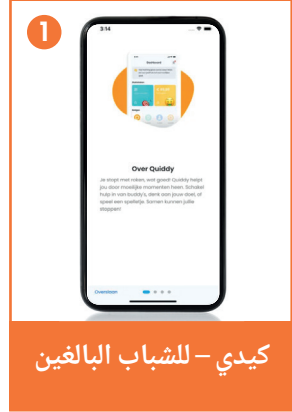 1
3:14
Dashboard
Over Quiddy
Je stopt met roken, wat goed! Quiddy helpt
jou door moeilijke momenten heen. Schakel
hulp in van buddy's, denk aan jouw doel, of
speel een spelletje. Samen kunnen jullie
stoppen!
Overslaan
كيدي – للشباب البالغين